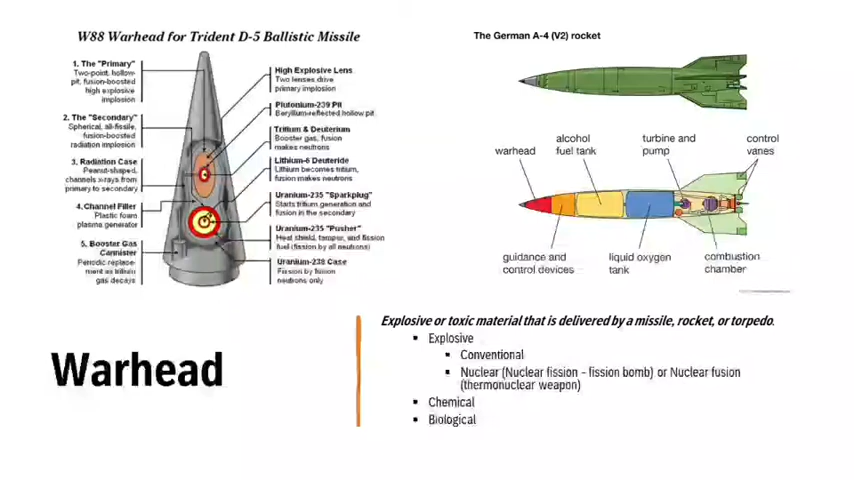 W88 Warhead for Trident D-5 Ballistic Missile
1. The "Primary"
Two-point, hollow-
pit, fusion-boosted
high explosive
implosion
2. The "Secondary"
Spherical, all-fissile,
fusion-boosted
radiation implosion
3. Radiation Case
Peanut-shaped,
channels x-rays from
primary to secondary
4. Channel Filler
Plastic foam
plasma generator
5. Booster Gas
Cannister
Periodic replace-
ment as tritium
gas decays
High Explosive Lens
Two lenses drive
primary implosion
Plutonium-239 Pit
Beryllium-reflected hollow pit
Tritium & Deuterium
Booster gas, fusion
makes neutrons
Lithium-6 Deuteride
Lithium becomes tritium,
fusion makes neutrons
Uranium-235 "Sparkplug"
Starts tritium generation and
fusion in the secondary
Uranium-235 "Pusher"
Heat shield, tamper, and fission
fuel (fission by all neutrons)
Uranium-238 Case
Fission by fusion
neutrons only
The German A-4 (V2) rocket
warhead
alcohol
fuel tank
turbine and
pump
control
vanes
guidance and
control devices
liquid oxygen
tank
combustion
chamber
Warhead
Explosive or toxic material that is delivered by a missile, rocket, or torpedo.
▪ Explosive
▪ Conventional
▪ Nuclear (Nuclear fission – fission bomb) or Nuclear fusion
(thermonuclear weapon)
▪ Chemical
▪ Biological